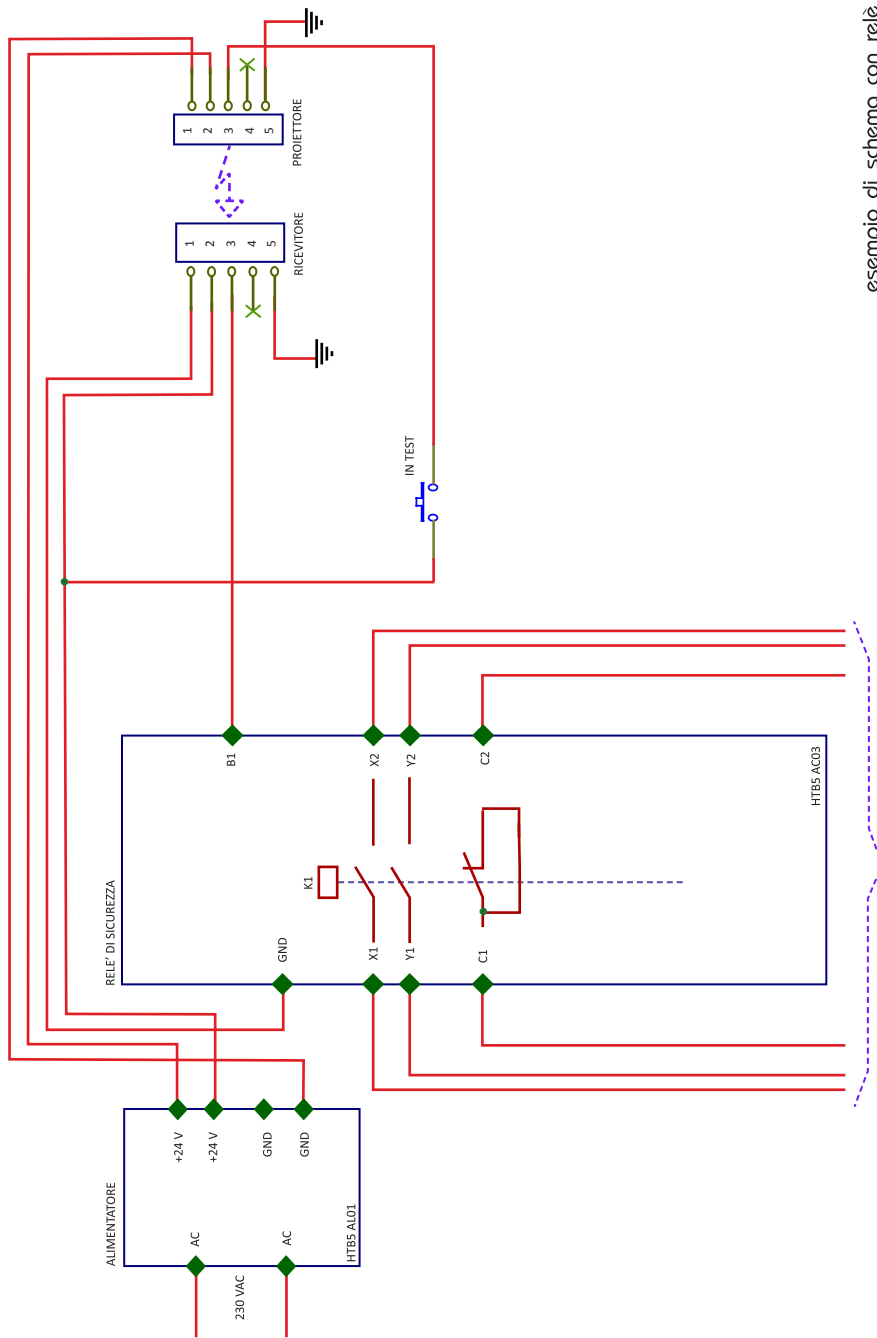 ALIMENTATORE
230 VAC
AC
AC
+24 V
+24 V
GND
GND
HTB5 AL01
RELE' DI SICUREZZA
GND
X1
Y1
C1
K1
B1
X2
Y2
C2
HTB5 AC03
IN TEST
RICEVITORE
1
2
3
4
5
PROIETTORE
1
2
3
4
5
esempio di schema con relè